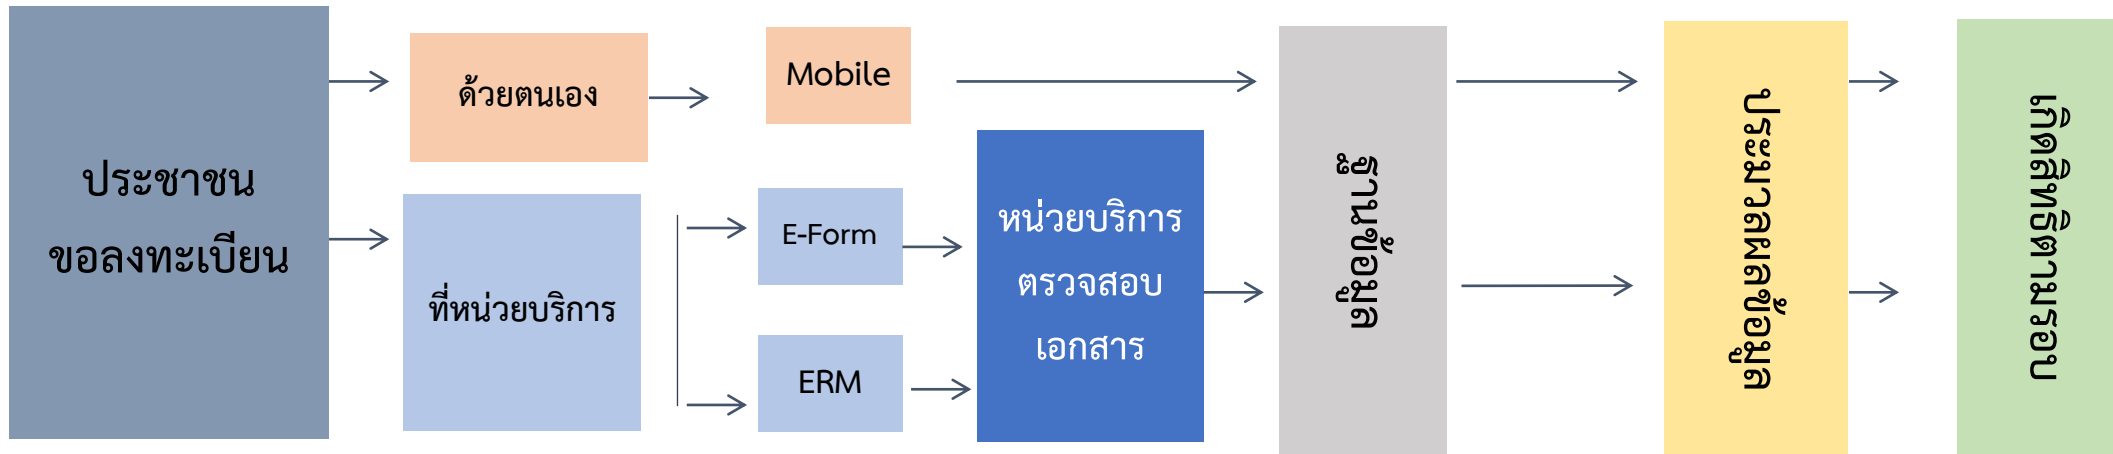 ประชาชน
ขอลงทะเบียน
ด้วยตนเอง
Mobile
ที่หน่วยบริการ
E-Form
ERM
หน่วยบริการ
ตรวจสอบ
เอกสาร
ฐานข้อมูล
ประมวลผลข้อมูล
เกิดสิทธิตามรอบ